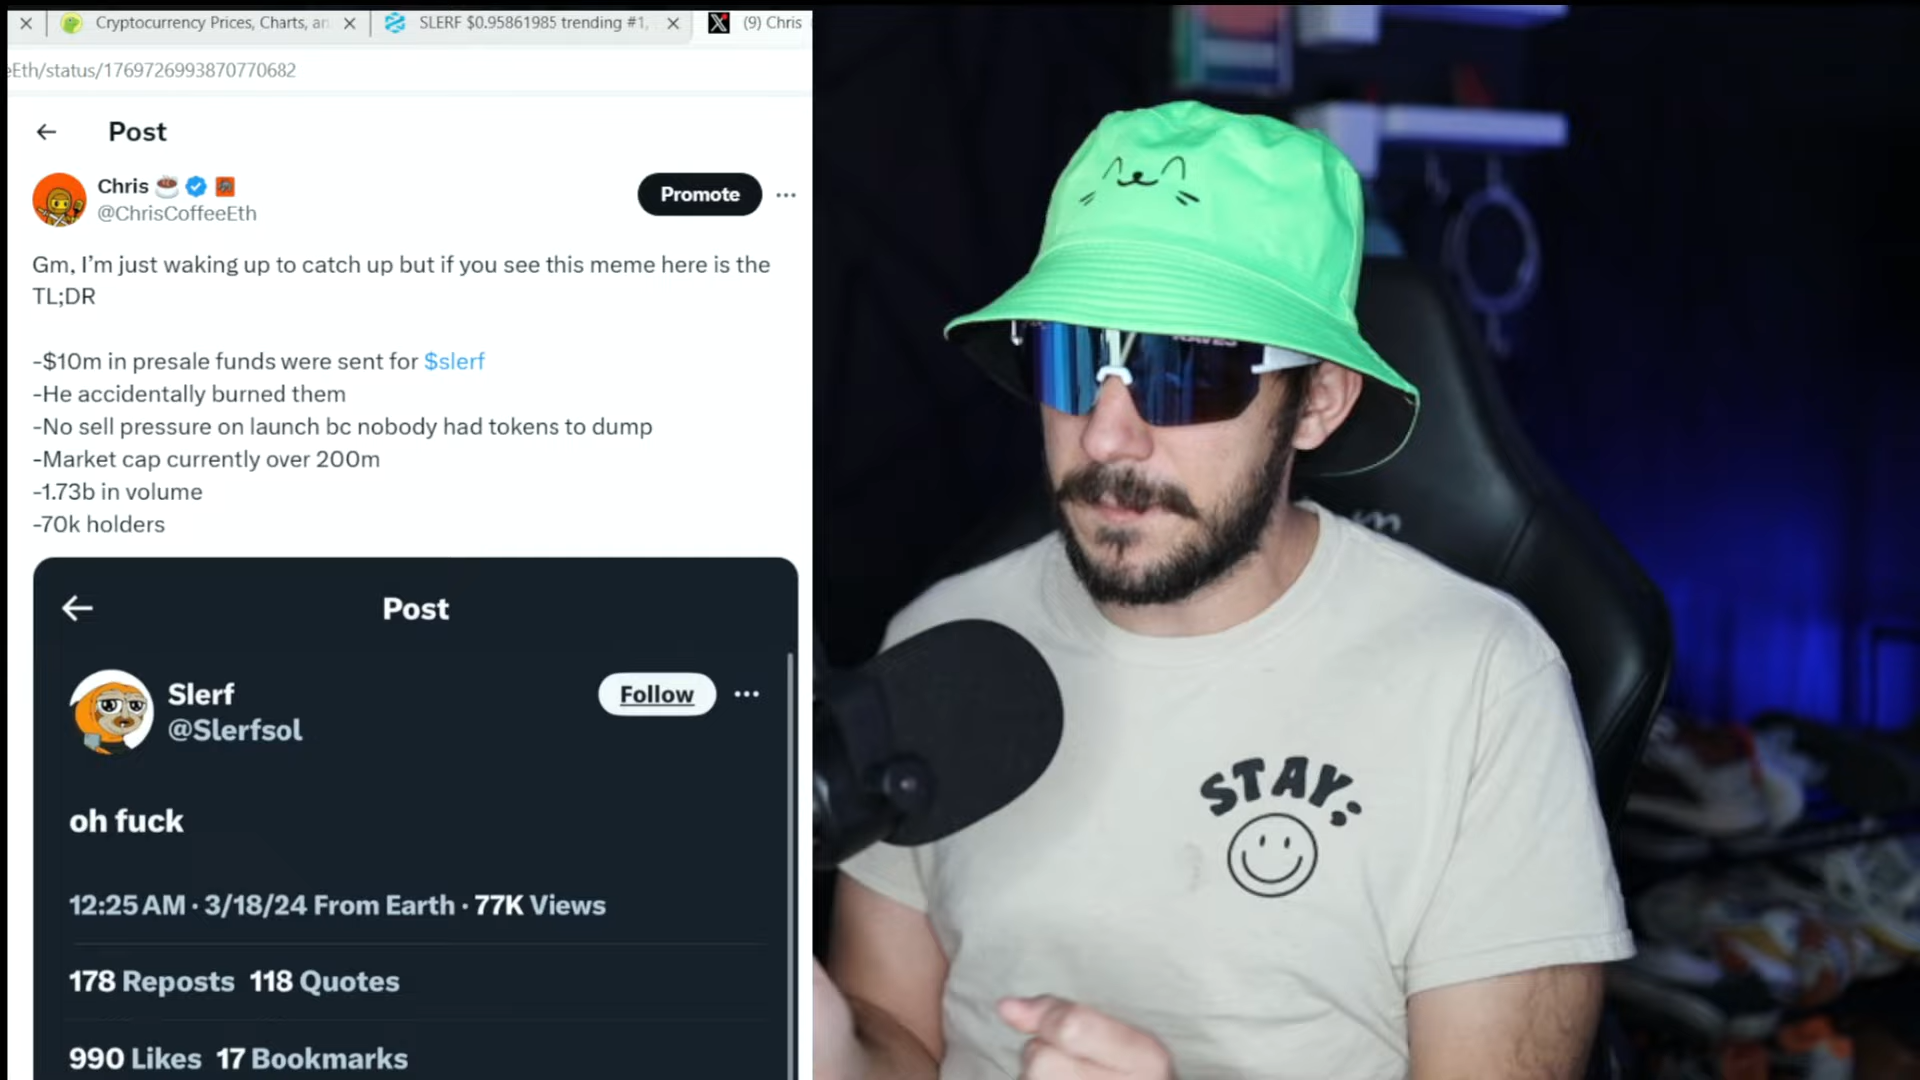 Cryptocurrency Prices, Charts, an
SLERF $0.95861985 trending #1,
(9) Chris
eEth/status/1769726993870770682
Post
Chris
@ChrisCoffeeEth
Promote
Gm, I'm just waking up to catch up but if you see this meme here is the
TL;DR
-$10m in presale funds were sent for $slerf
-He accidentally burned them
-No sell pressure on launch bc nobody had tokens to dump
-Market cap currently over 200m
-1.73b in volume
-70k holders
Post
Slerf
@Slerfsol
Follow
oh fuck
12:25 AM · 3/18/24 From Earth · 77K Views
178 Reposts 118 Quotes
990 Likes 17 Bookmarks
STAY: